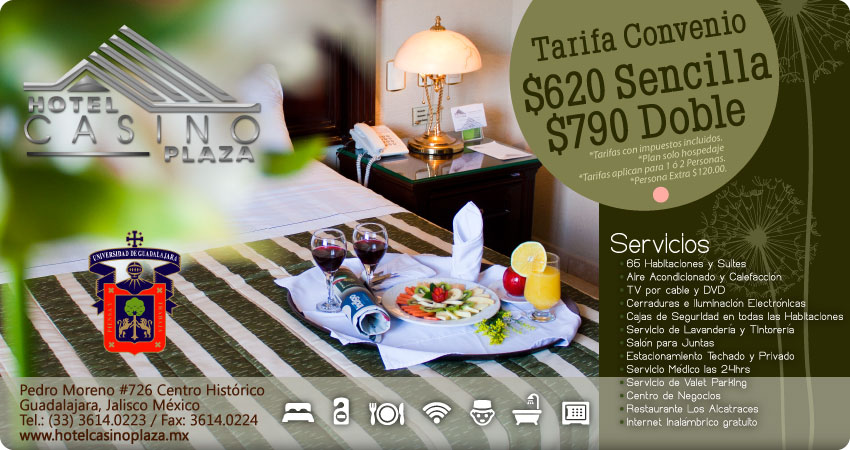 HOTEL
CASINO
PLAZA
Tarifa Convenio
$620 Sencilla
$790 Doble
*Tarifas con impuestos incluidos.
*Plan solo hospedaje
*Tarifas aplican para 1 ó 2 Personas.
*Persona Extra $120.00.
UNIVERSIDAD DE GUADALAJARA
PIENSA Y
TRABAJA
Servicios
65 Habitaciones y Suites
Aire Acondicionado y Calefacción
TV por cable y DVD
Cerraduras e Iluminación Electrónicas
Cajas de Seguridad en todas las Habitaciones
Servicio de Lavandería y Tintorería
Salón para Juntas
Estacionamiento Techado y Privado
Servicio Médico las 24hrs
Servicio de Valet Parking
Centro de Negocios
Restaurante Los Alcatraces
Internet Inalambrico gratuito
Pedro Moreno #726 Centro Histórico
Guadalajara, Jalisco México
Tel.: (33) 3614.0223 / Fax: 3614.0224
www.hotelcasinoplaza.mx